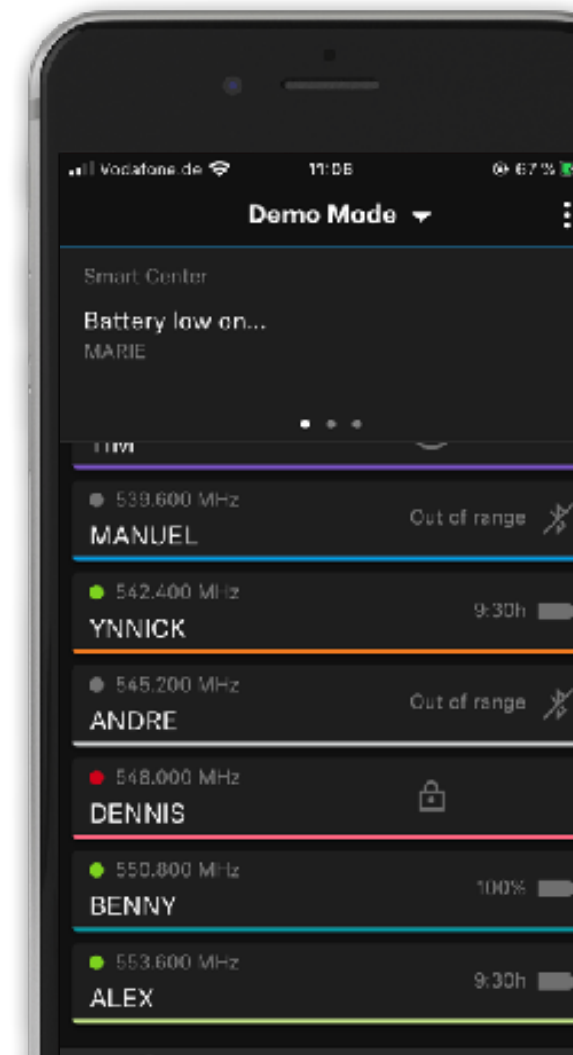 Vodafone.de 11:06 67 %
Demo Mode
Smart Center
Battery low on...
MARIE
TIM
539.600 MHz
Out of range
MANUEL
542.400 MHz
9:30h
YNNICK
545.200 MHz
Out of range
ANDRE
548.000 MHz
DENNIS
550.800 MHz
100%
BENNY
553.600 MHz
9:30h
ALEX